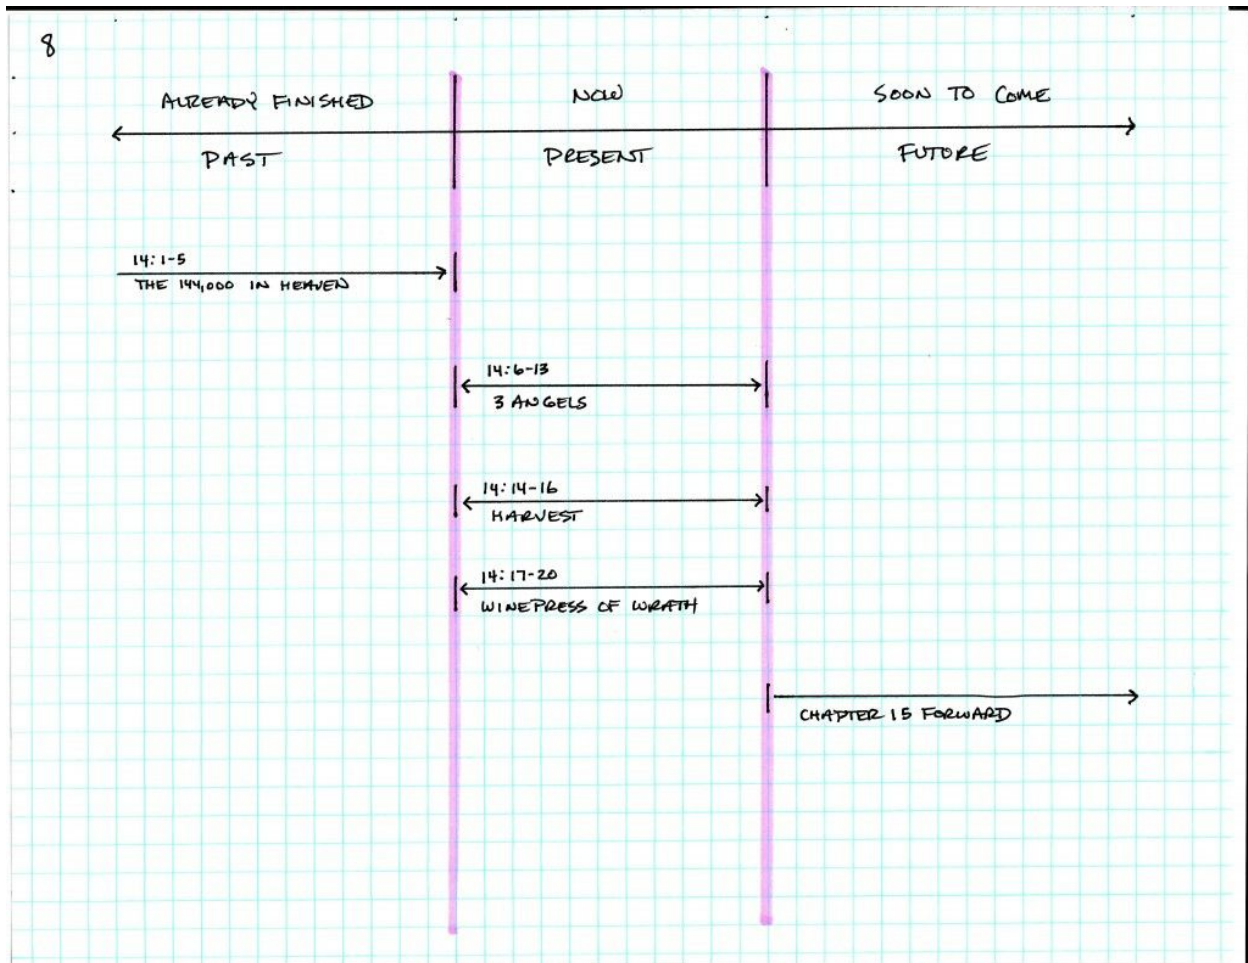 8
ALREADY FINISHED
NOW
SOON TO COME
PAST
PRESENT
FUTURE
14:1-5
THE 144,000 IN HEAVEN
14:6-13
3 ANGELS
14:14-16
HARVEST
14:17-20
WINEPRESS OF WRATH
CHAPTER 15 FORWARD